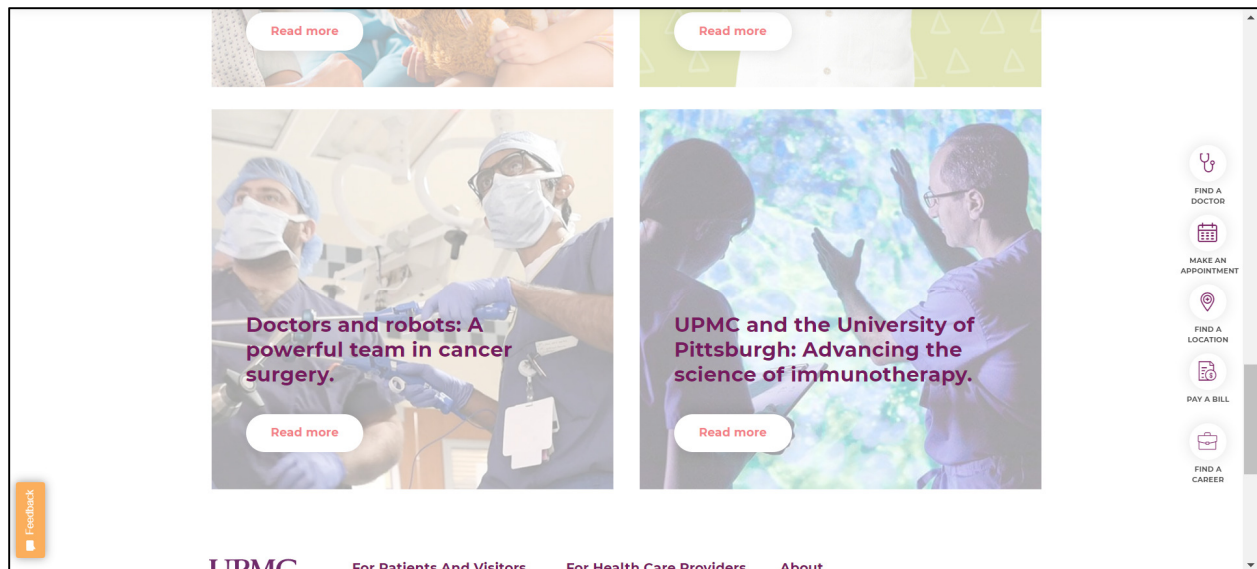 Read more
Read more
Doctors and robots: A
powerful team in cancer
surgery.
Read more
UPMC and the University of
Pittsburgh: Advancing the
science of immunotherapy.
Read more
FIND A
DOCTOR
MAKE AN
APPOINTMENT
FIND A
LOCATION
PAY A BILL
FIND A
CAREER
Feedback
UPMC
For Patients And Visitors
For Health Care Providers
About